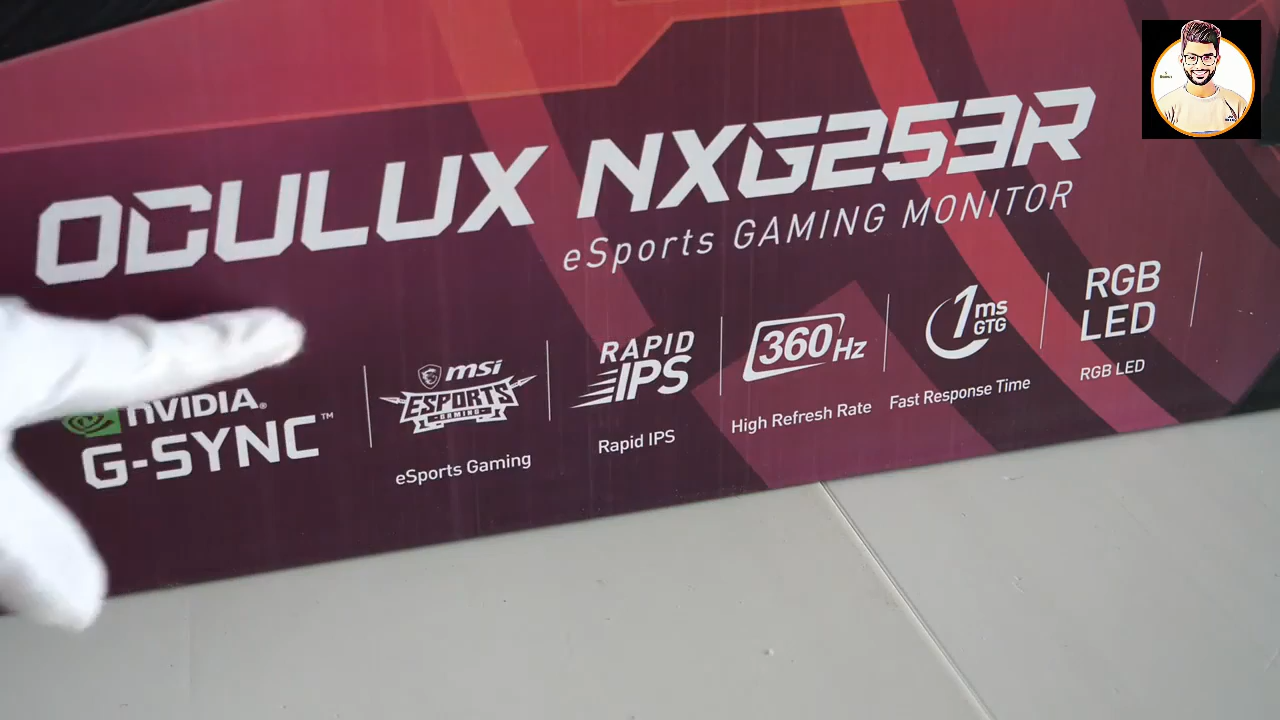 OCULUX NXG253R
eSports GAMING MONITOR
NVIDIA®
G-SYNC™
msi
ESPORTS
GAMING
eSports Gaming
RAPID
IPS
Rapid IPS
360Hz
High Refresh Rate
1ms
GTG
Fast Response Time
RGB
LED
RGB LED